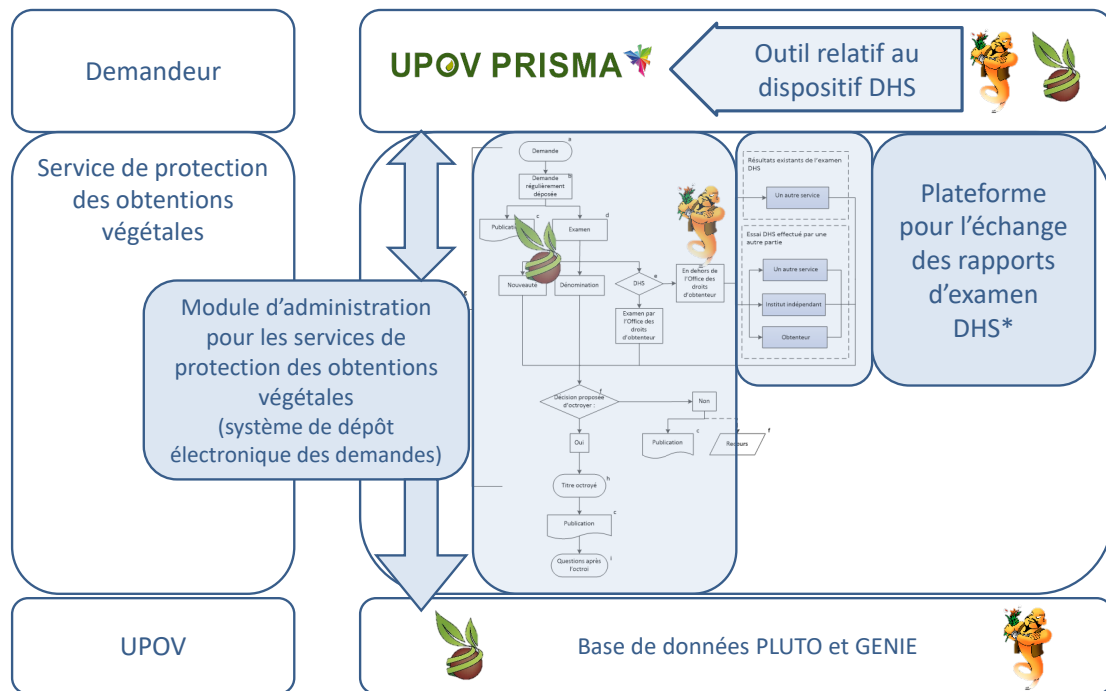 Demandeur
UPOV PRISMA
Outil relatif au
dispositif DHS
Service de protection
des obtentions
végétales
Module d'administration
pour les services de
protection des obtentions
végétales
(système de dépôt
électronique des demandes)
a
Demande
b
Demande
régulièrement
déposée
c
Publication
d
Examen
Nouveauté
Dénomination
e
DHS
En dehors de
l'Office des droits
d'obtenteur
Examen par
l'Office des
droits
d'obtenteur
Résultats existants de l'examen
DHS
Un autre service
Essai DHS effectué par une
autre partie
Un autre service
Institut indépendant
Obtenteur
Plateforme
pour l'échange
des rapports
d'examen
DHS*
f
Décision proposée
d'octroyer :
Non
c
Publication
f
Recours
Oui
h
Titre octroyé
c
Publication
i
Questions après
l'octroi
UPOV
Base de données PLUTO et GENIE